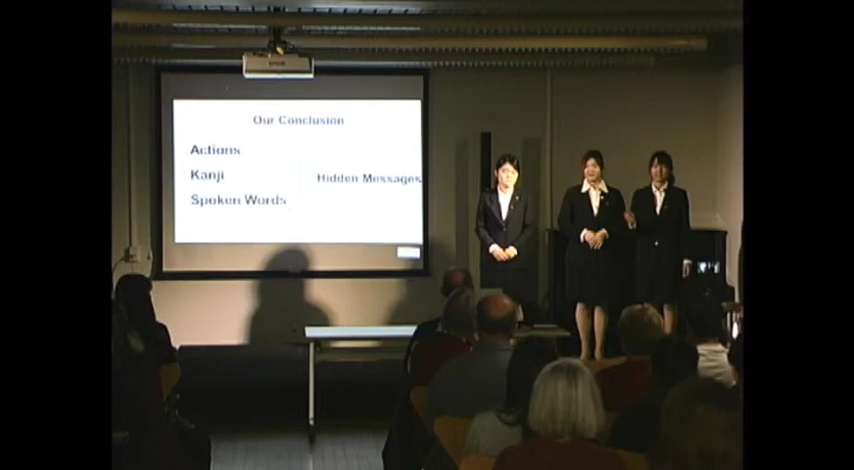 Our Conclusion
Actions
Kanji
Hidden Messages
Spoken Words